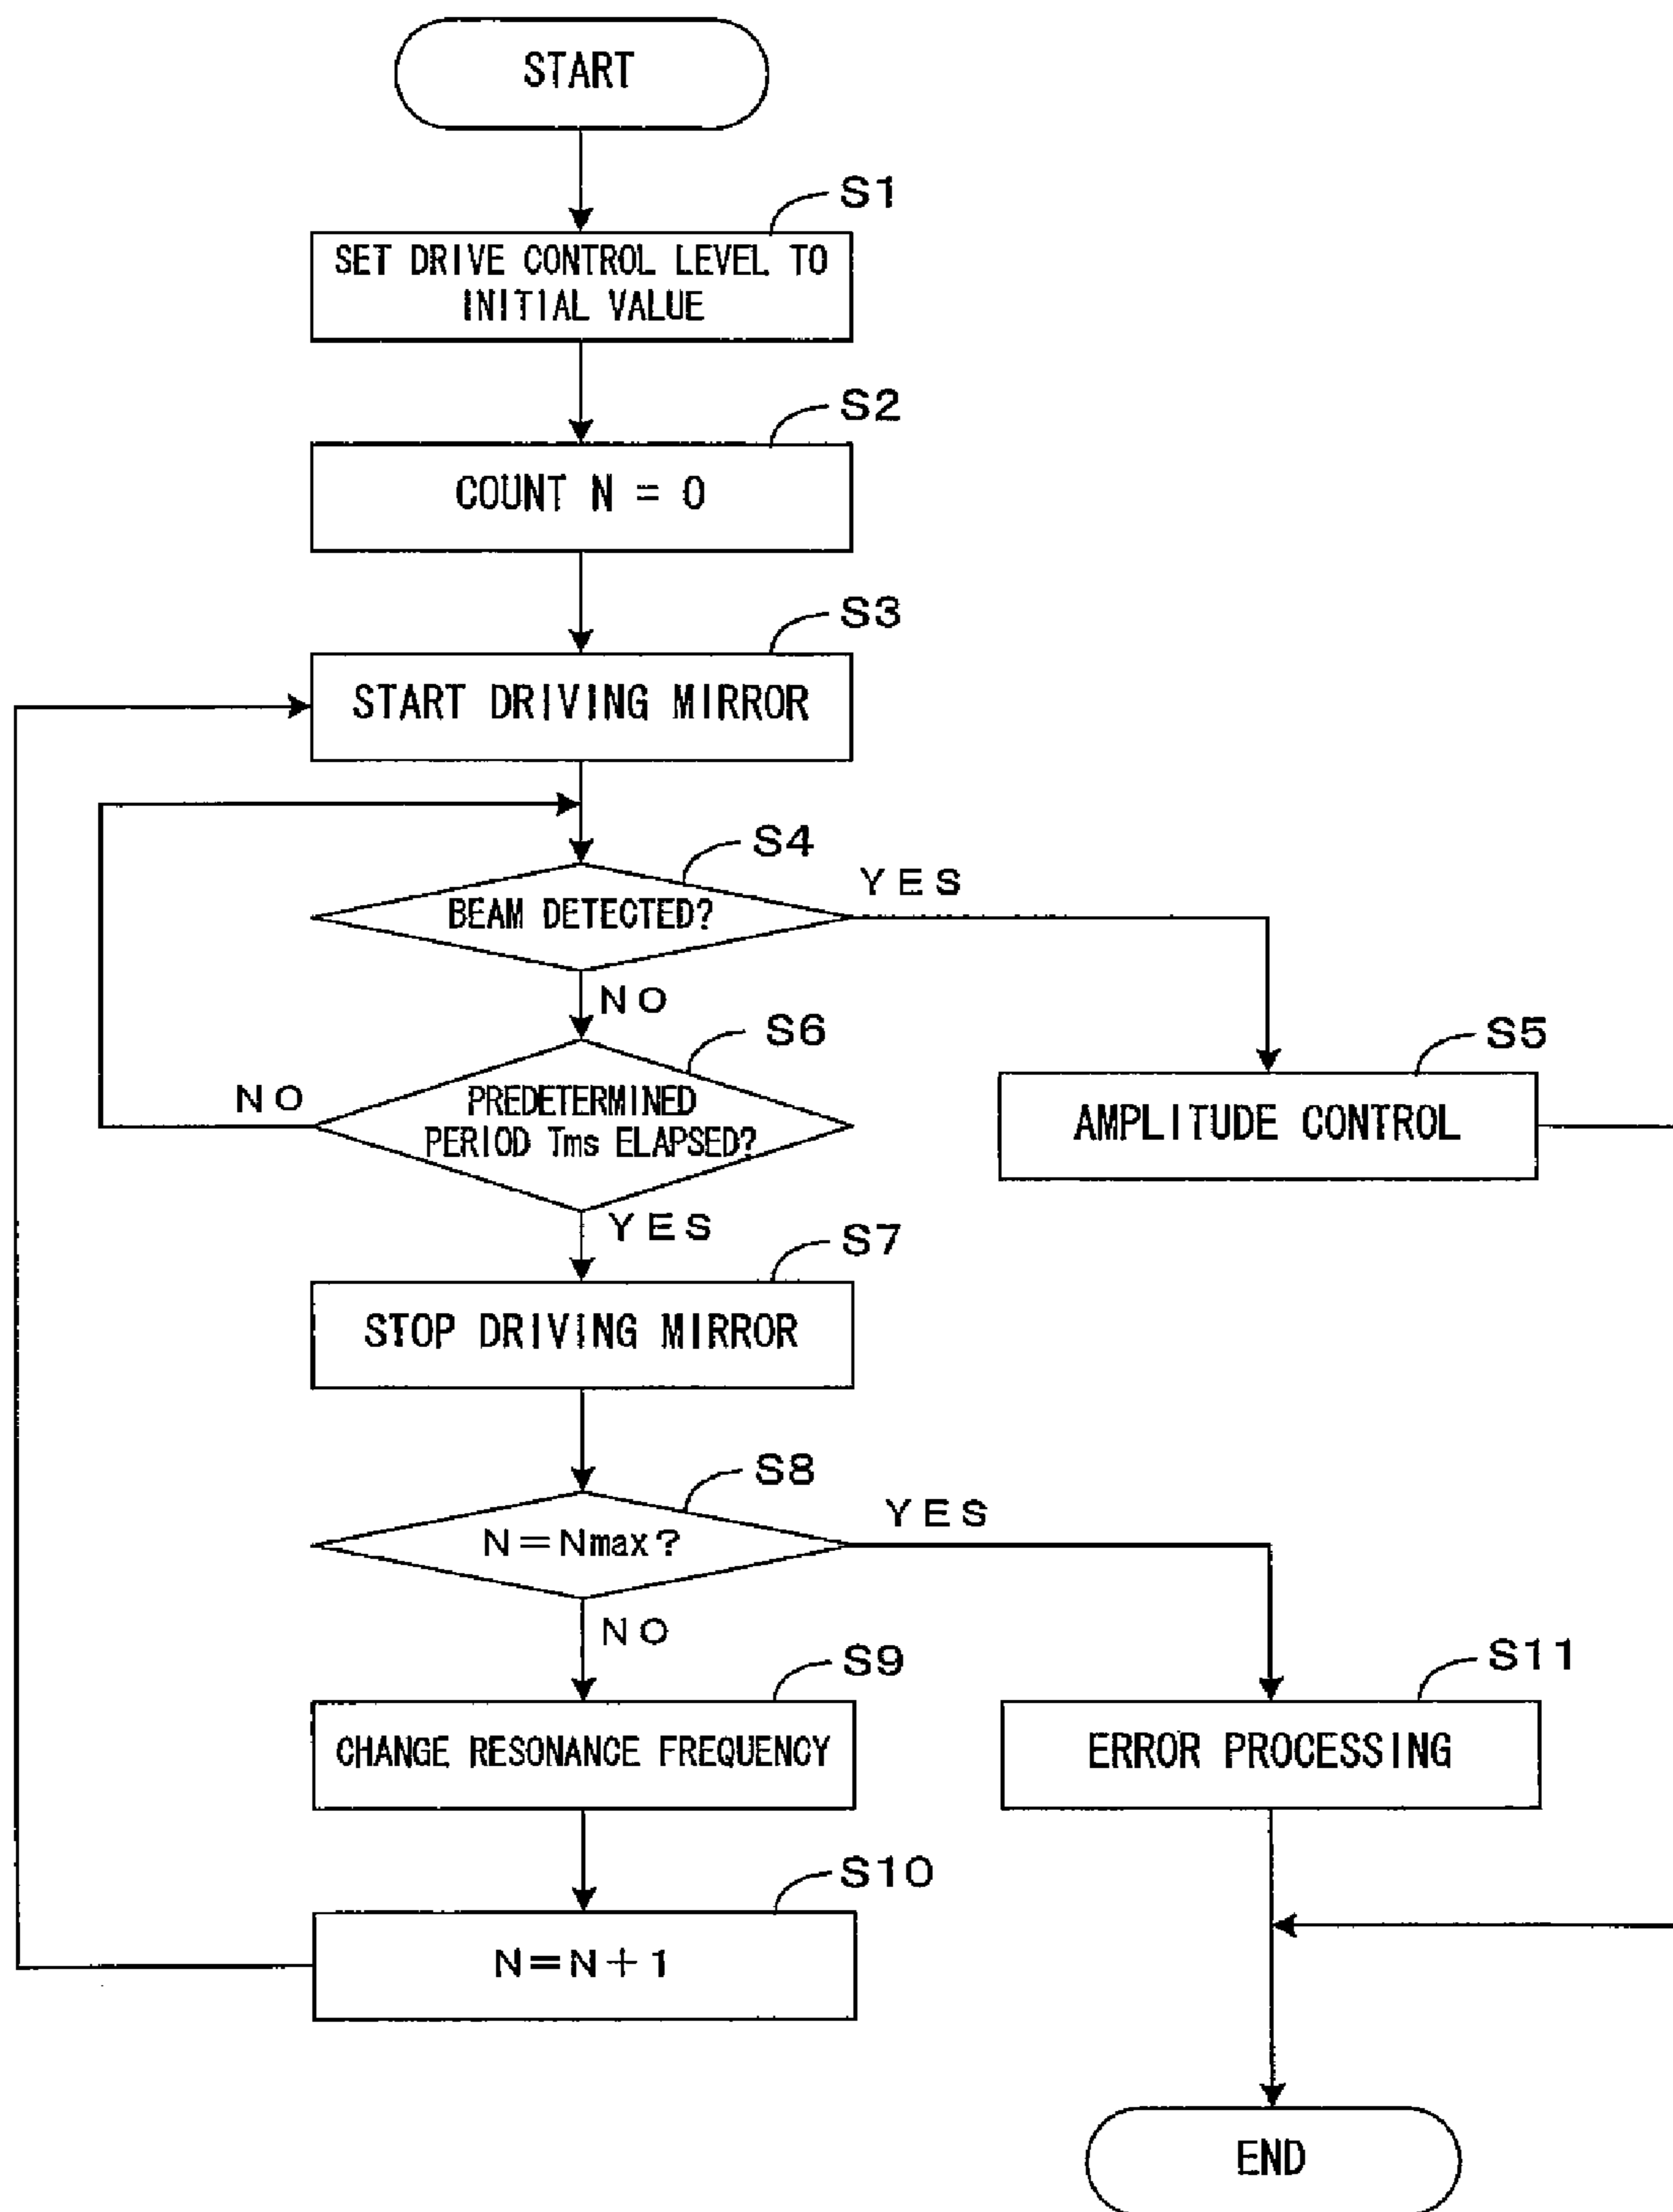 START
S1
SET DRIVE CONTROL LEVEL TO
INITIAL VALUE
S2
COUNT N = 0
S3
START DRIVING MIRROR
S4
BEAM DETECTED?
YES
NO
S5
AMPLITUDE CONTROL
S6
PREDETERMINED
PERIOD Tms ELAPSED?
NO
YES
S7
STOP DRIVING MIRROR
S8
N=Nmax?
YES
NO
S9
CHANGE RESONANCE FREQUENCY
S11
ERROR PROCESSING
S10
N=N+1
END